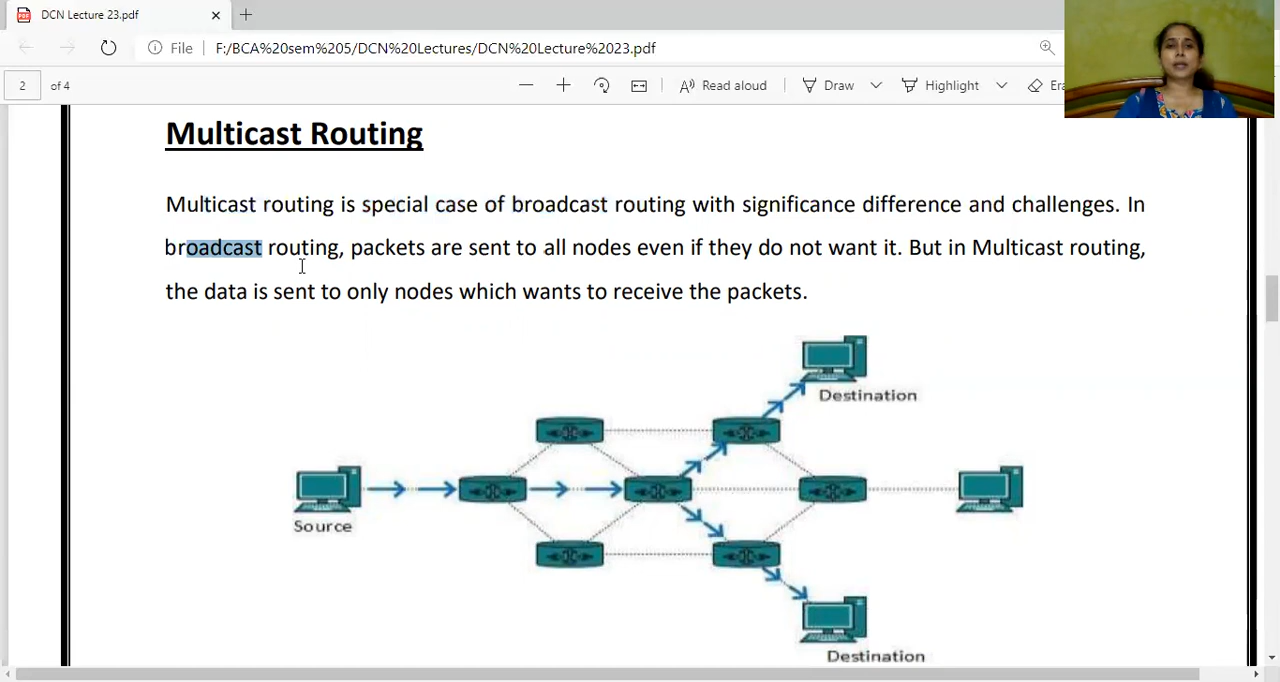 DCN Lecture 23.pdf
File F:/BCA%20sem%205/DCN%20Lectures/DCN%20Lecture%2023.pdf
2 of 4 Read aloud Draw Highlight
Multicast Routing
Multicast routing is special case of broadcast routing with significance difference and challenges. In
broadcast routing, packets are sent to all nodes even if they do not want it. But in Multicast routing,
the data is sent to only nodes which wants to receive the packets.
Destination
Source
Destination